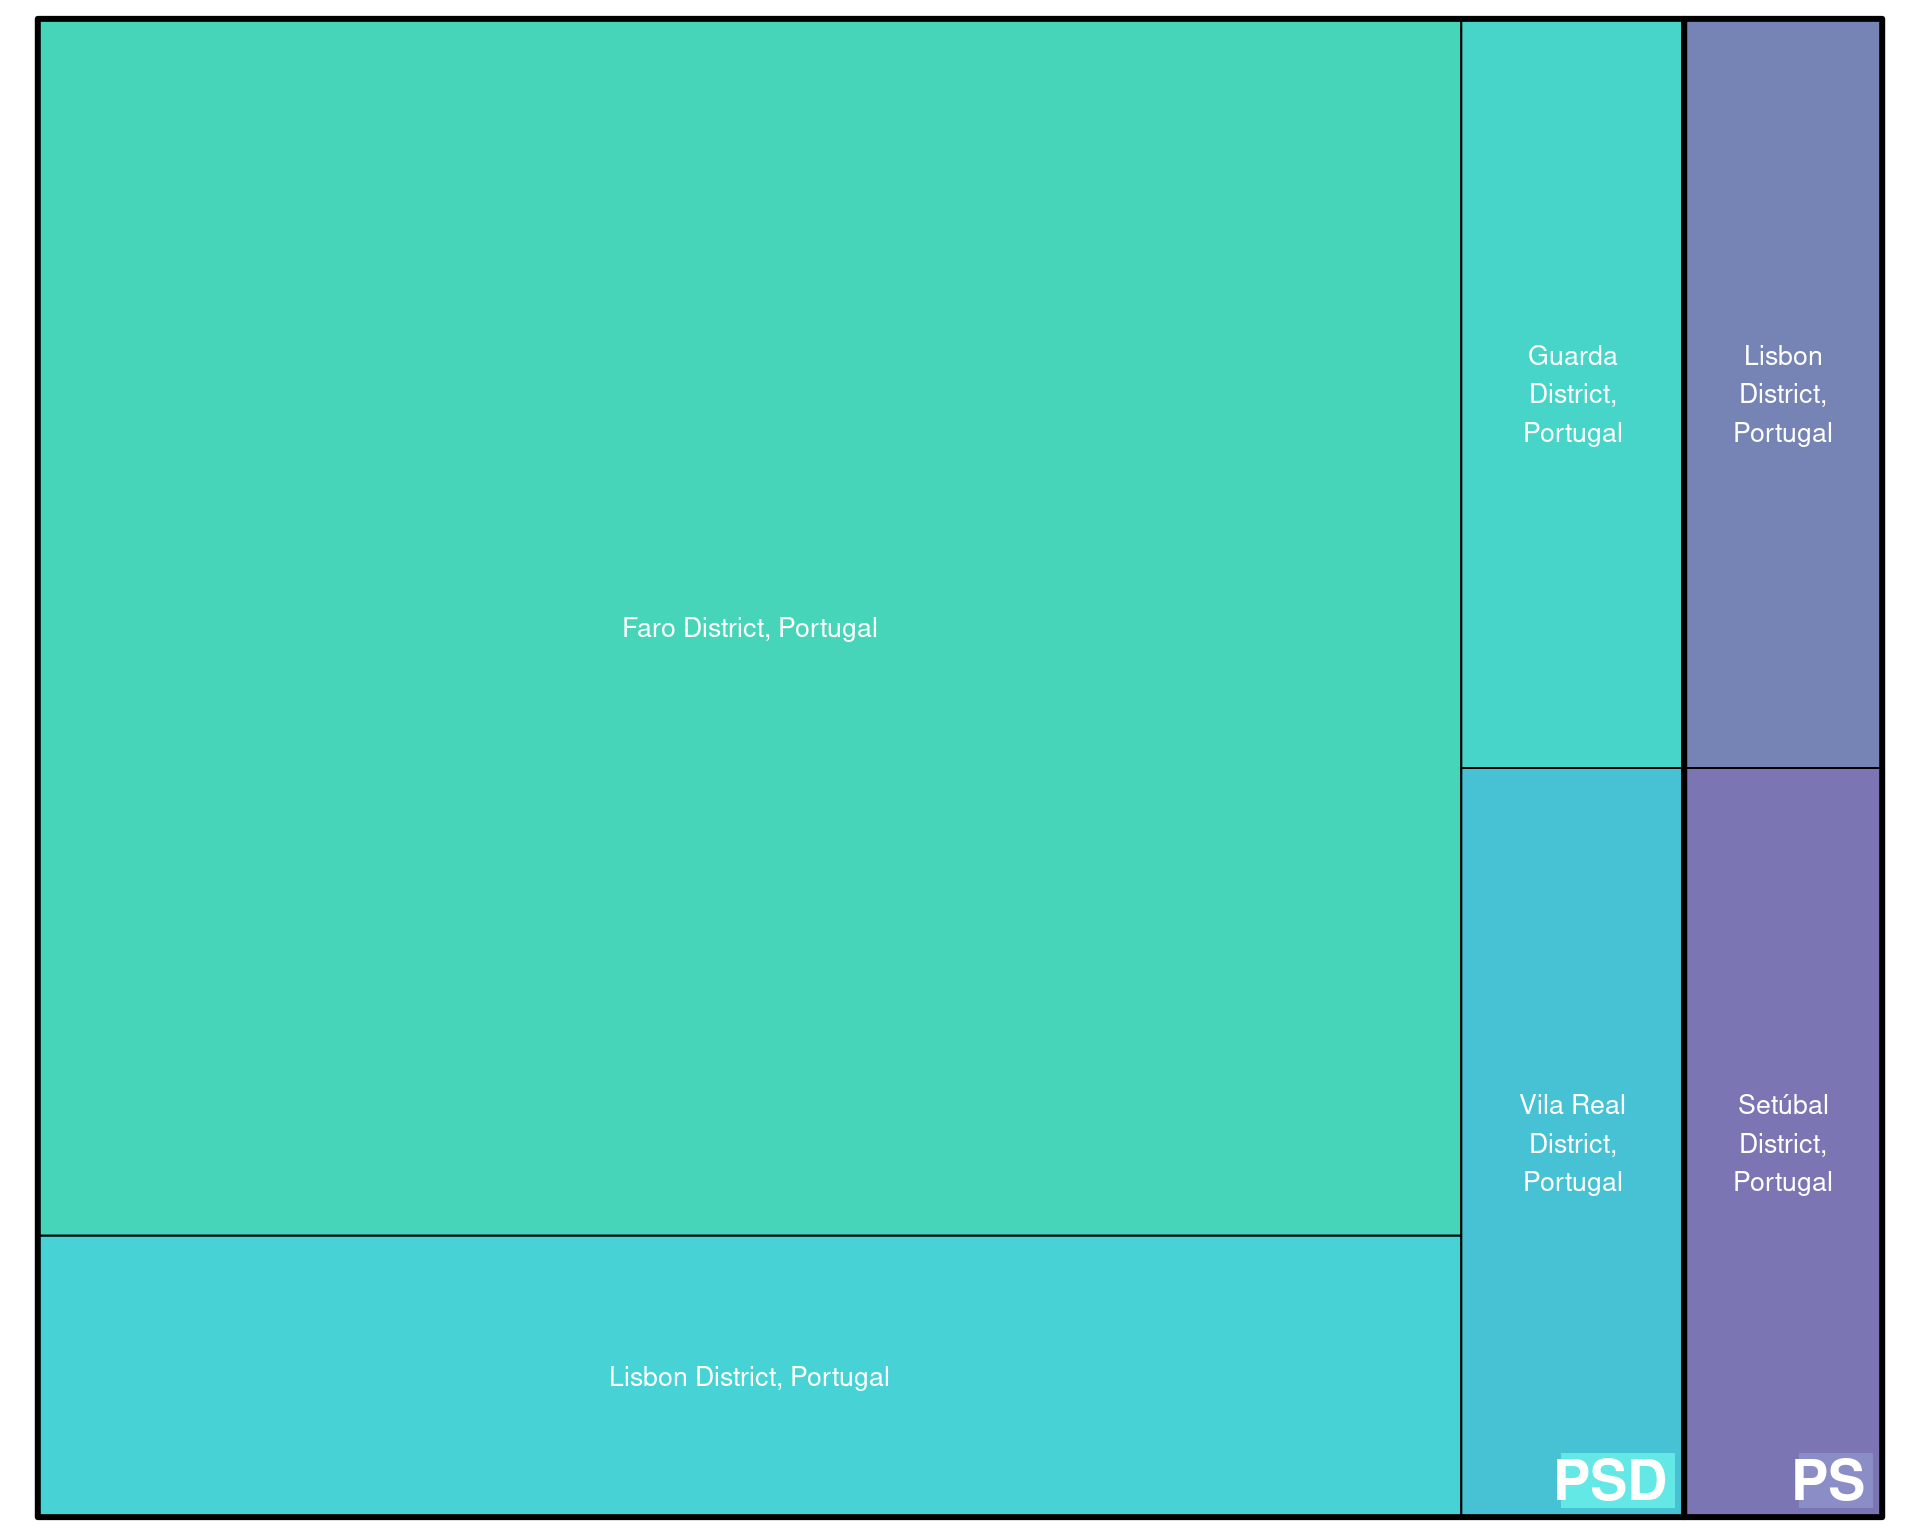 Faro District, Portugal
Lisbon District, Portugal
Guarda
District,
Portugal
Vila Real
District,
Portugal
PSD
Lisbon
District,
Portugal
Setúbal
District,
Portugal
PS